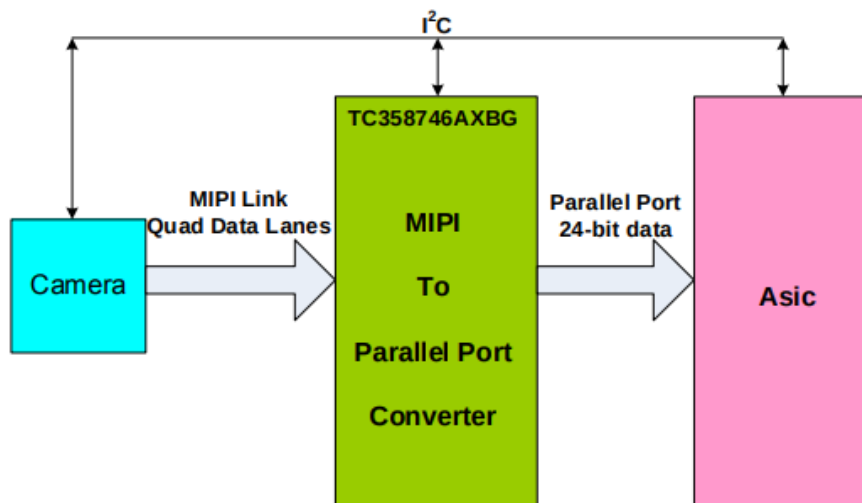 I²C
TC358746AXBG
MIPI Link
Quad Data Lanes
Parallel Port
24-bit data
Camera
MIPI
To
Parallel Port
Converter
Asic